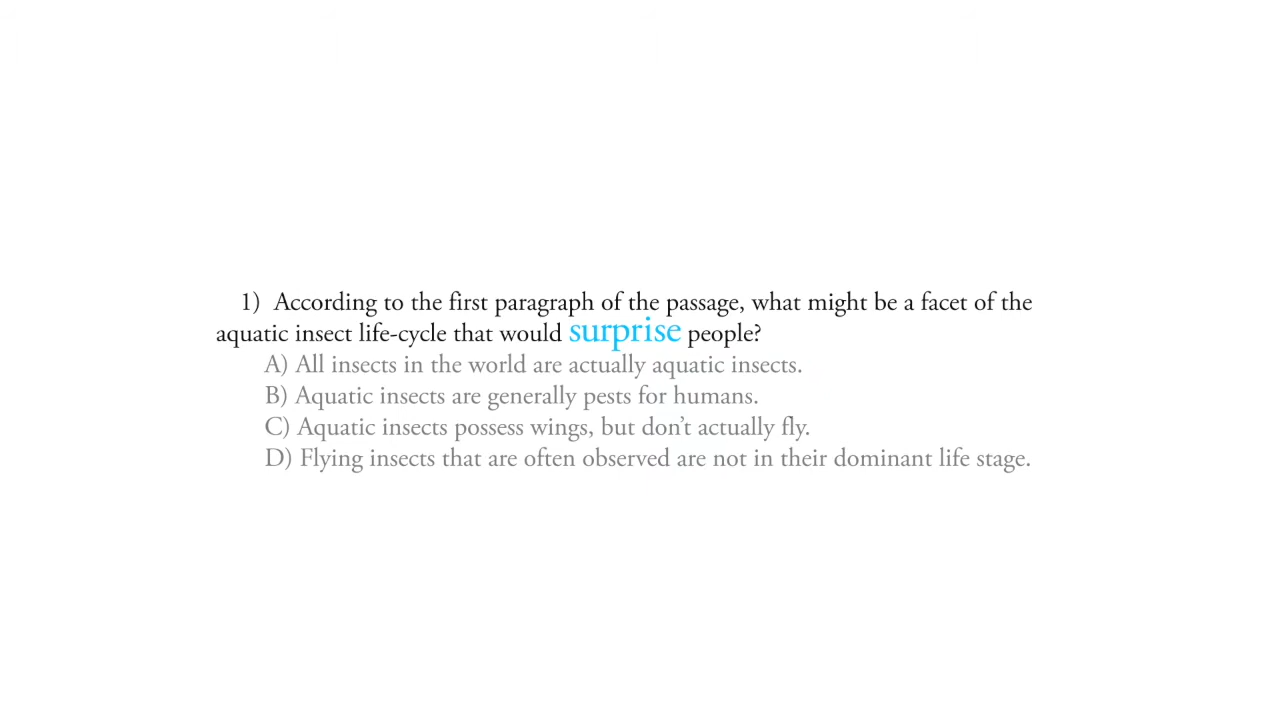 1) According to the first paragraph of the passage, what might be a facet of the
aquatic insect life-cycle that would surprise people?
A) All insects in the world are actually aquatic insects.
B) Aquatic insects are generally pests for humans.
C) Aquatic insects possess wings, but don’t actually fly.
D) Flying insects that are often observed are not in their dominant life stage.